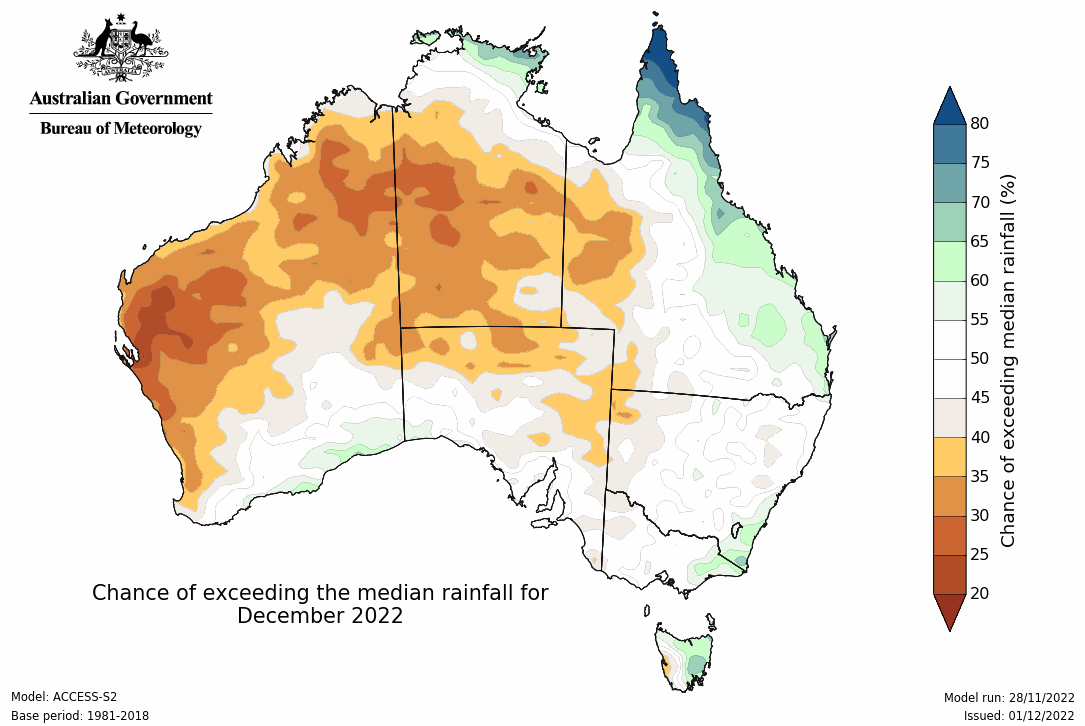 Australian Government
Bureau of Meteorology
80
75
70
65
60
55
50
45
40
35
30
25
20
Chance of exceeding median rainfall (%)
Chance of exceeding the median rainfall for
December 2022
Model: ACCESS-S2
Base period: 1981-2018
Model run: 28/11/2022
Issued: 01/12/2022